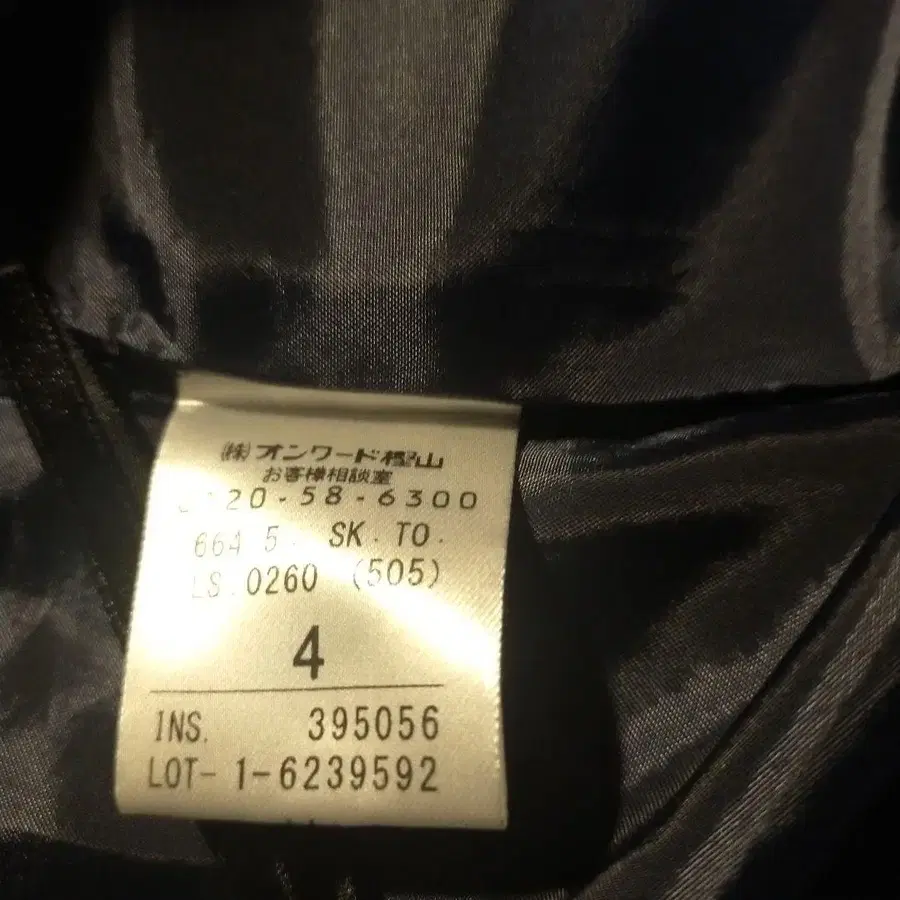 ㈱オンワード樫山
お客様相談室
0120-58-6300
664 5. SK. TO.
LS.0260 (505)
4
INS. 395056
LOT-1-6239592